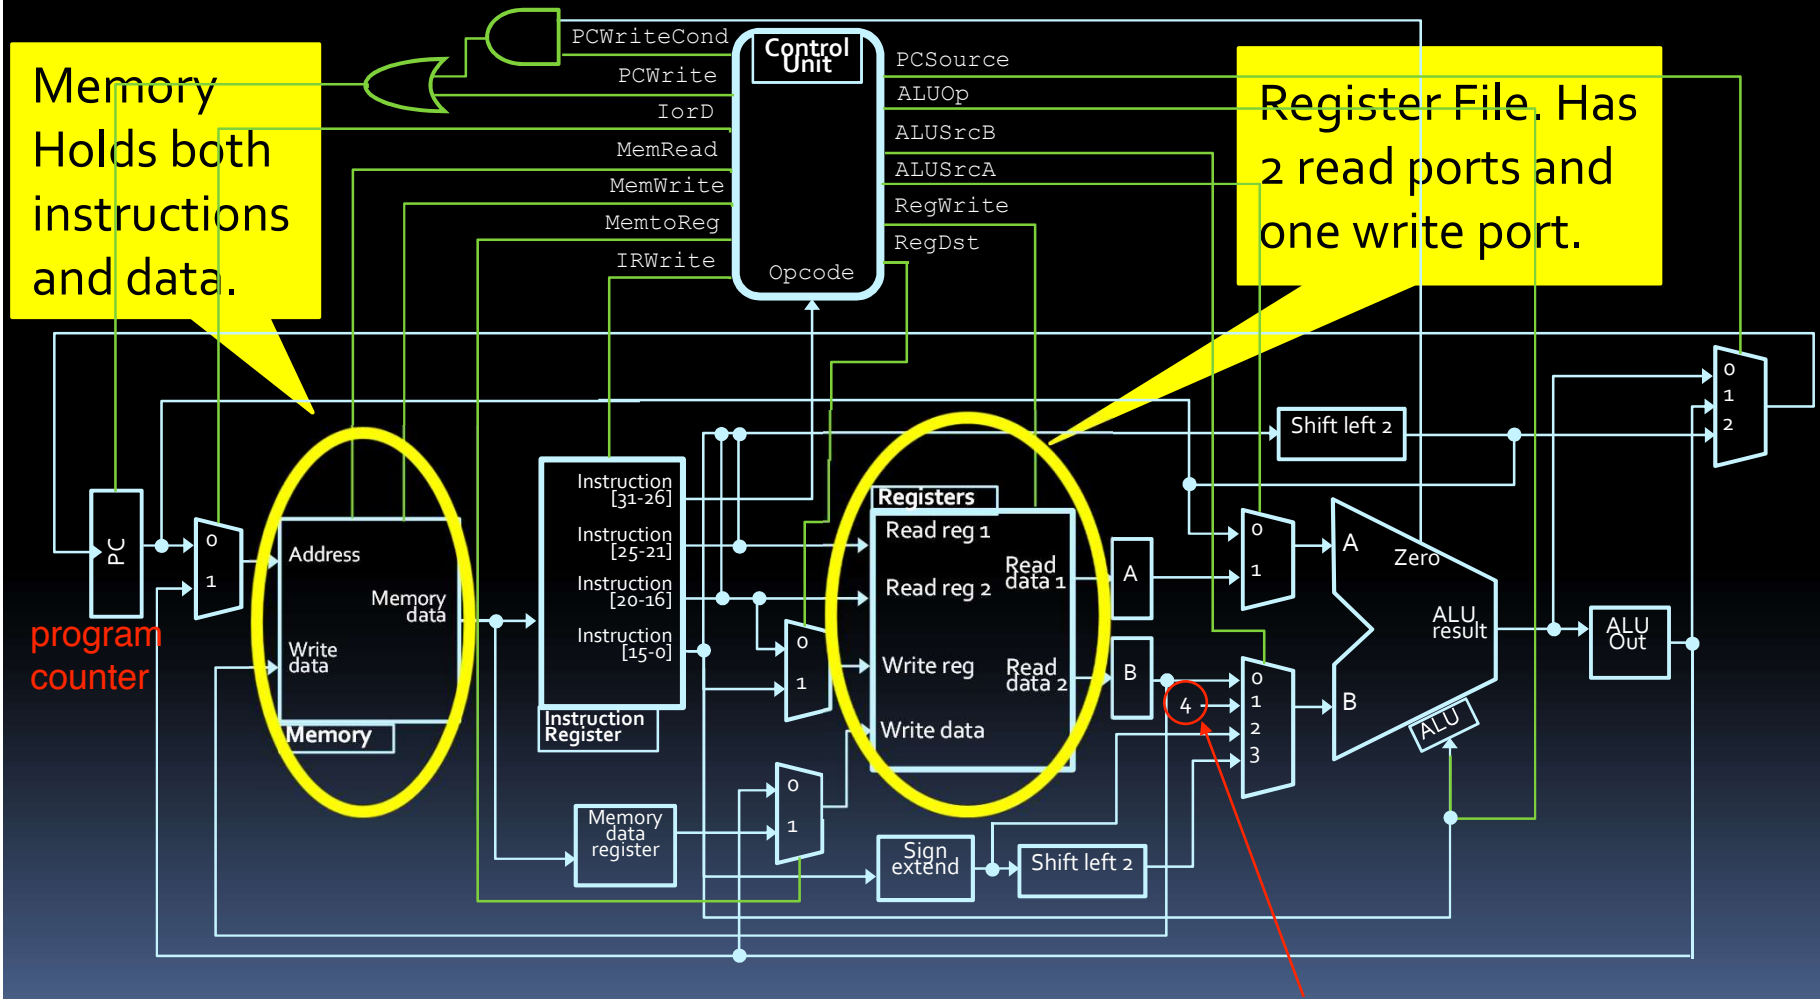 Memory
Holds both
instructions
and data.
PCWriteCond
PCWrite
IorD
MemRead
MemWrite
MemtoReg
IRWrite
Control
Unit
Opcode
PCSource
ALUOp
ALUSrcB
ALUSrcA
RegWrite
RegDst
Register File. Has
2 read ports and
one write port.
Shift left 2
0
1
2
PC
program
counter
0
1
Address
Memory
data
Write
data
Memory
Instruction
[31-26]
Instruction
[25-21]
Instruction
[20-16]
Instruction
[15-0]
Instruction
Register
0
1
Registers
Read reg 1
Read reg 2
Write reg
Write data
Read
data 1
Read
data 2
A
B
4
0
1
0
1
2
3
A
B
Zero
ALU
result
ALU
ALU
Out
Memory
data
register
0
1
Sign
extend
Shift left 2